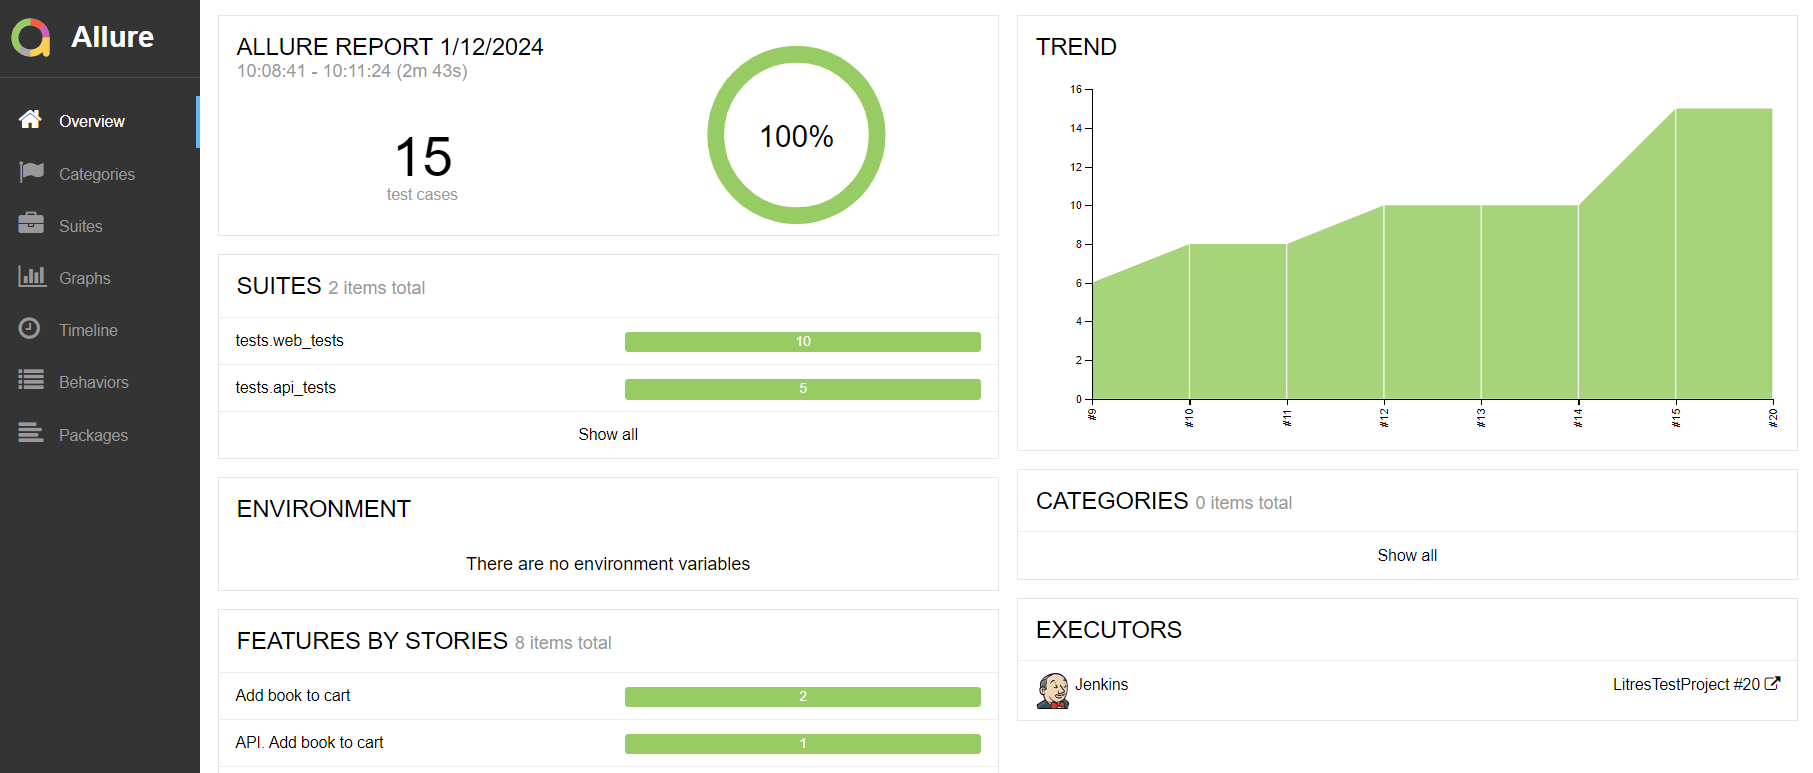 Allure
Overview
Categories
Suites
Graphs
Timeline
Behaviors
Packages
ALLURE REPORT 1/12/2024
10:08:41 - 10:11:24 (2m 43s)
15
test cases
100%
SUITES 2 items total
tests.web_tests 10
tests.api_tests 5
Show all
ENVIRONMENT
There are no environment variables
FEATURES BY STORIES 8 items total
Add book to cart 2
API. Add book to cart 1
TREND
16
14
12
10
8
6
4
2
0
#9 #10 #11 #12 #13 #14 #15 #20
CATEGORIES 0 items total
Show all
EXECUTORS
Jenkins LitresTestProject #20